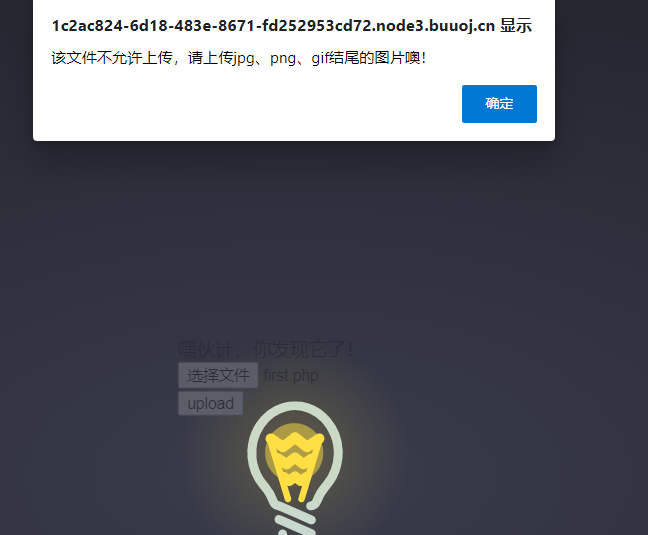 1c2ac824-6d18-483e-8671-fd252953cd72.node3.buuoj.cn 显示
该文件不允许上传，请上传jpg、png、gif结尾的图片噢！
确定
嘿伙计，你发现它了！
选择文件 first.php
upload